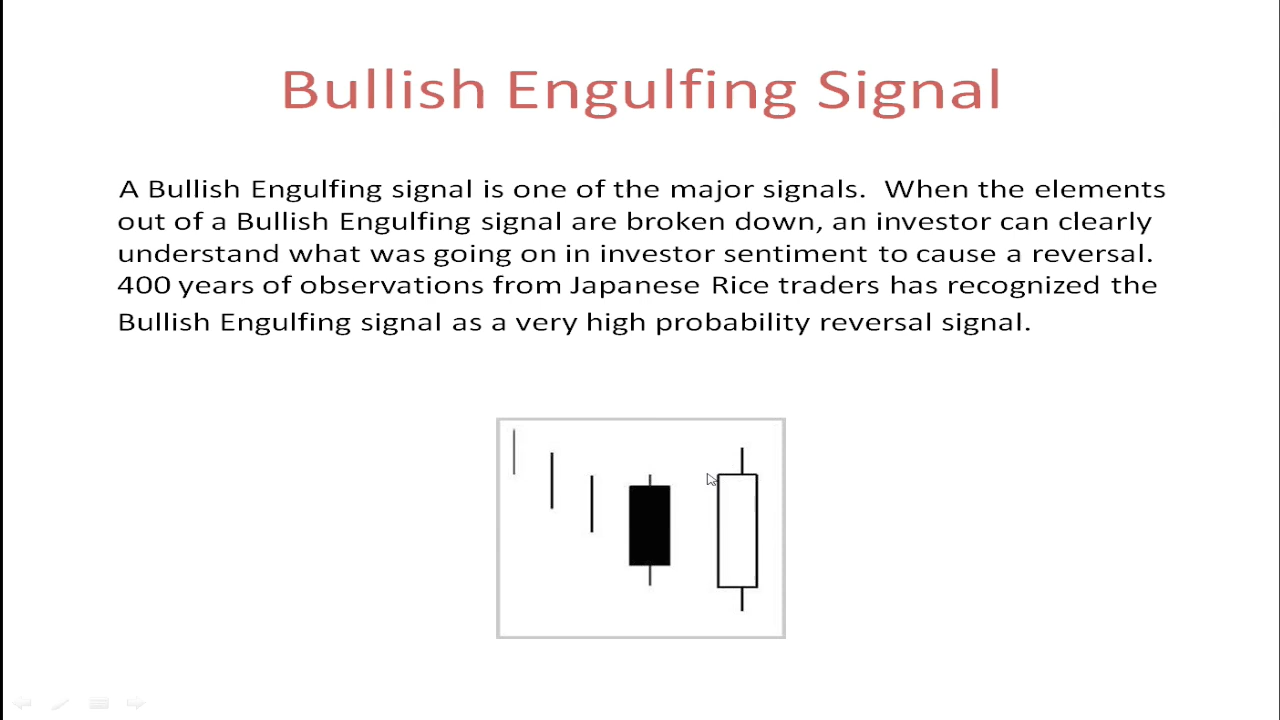 Bullish Engulfing Signal
A Bullish Engulfing signal is one of the major signals.  When the elements
out of a Bullish Engulfing signal are broken down, an investor can clearly
understand what was going on in investor sentiment to cause a reversal.
400 years of observations from Japanese Rice traders has recognized the
Bullish Engulfing signal as a very high probability reversal signal.